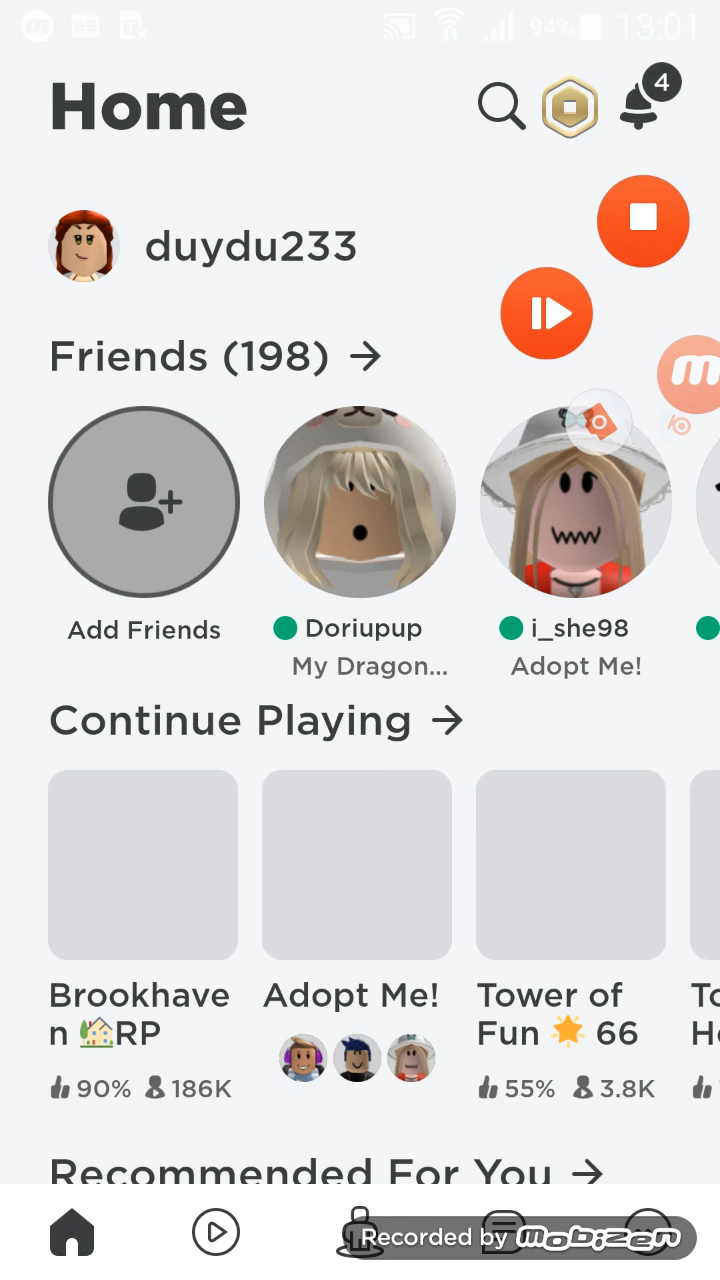 94% 13:01
Home
4
duydu233
Friends (198) →
Add Friends
Doriupup
My Dragon...
i_she98
Adopt Me!
Continue Playing →
Brookhave
n 🏡RP
90% 186K
Adopt Me!
Tower of
Fun 🌟 66
55% 3.8K
Recommended For You →
Recorded by mobizen